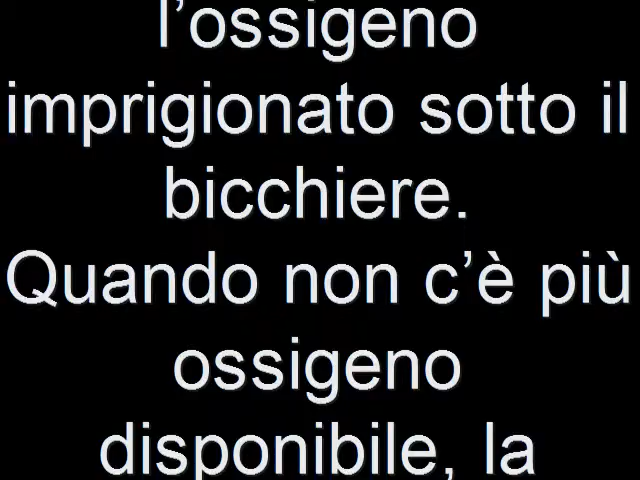 l’ossigeno
imprigionato sotto il
bicchiere.
Quando non c’è più
ossigeno
disponibile, la